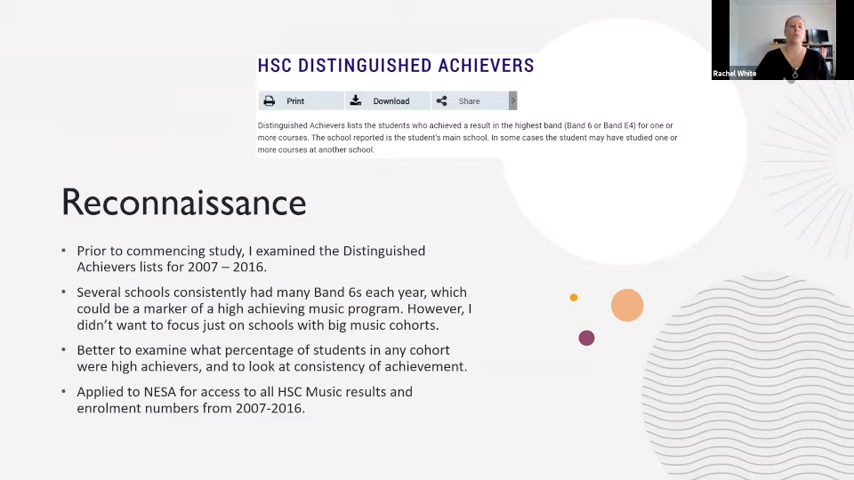 HSC DISTINGUISHED ACHIEVERS
Print Download Share >
Distinguished Achievers lists the students who achieved a result in the highest band (Band 6 or Band E4) for one or
more courses. The school reported is the student's main school. In some cases the student may have studied one or
more courses at another school.
Rachel White
Reconnaissance
• Prior to commencing study, I examined the Distinguished
Achievers lists for 2007 – 2016.
• Several schools consistently had many Band 6s each year, which
could be a marker of a high achieving music program. However, I
didn't want to focus just on schools with big music cohorts.
• Better to examine what percentage of students in any cohort
were high achievers, and to look at consistency of achievement.
• Applied to NESA for access to all HSC Music results and
enrolment numbers from 2007-2016.